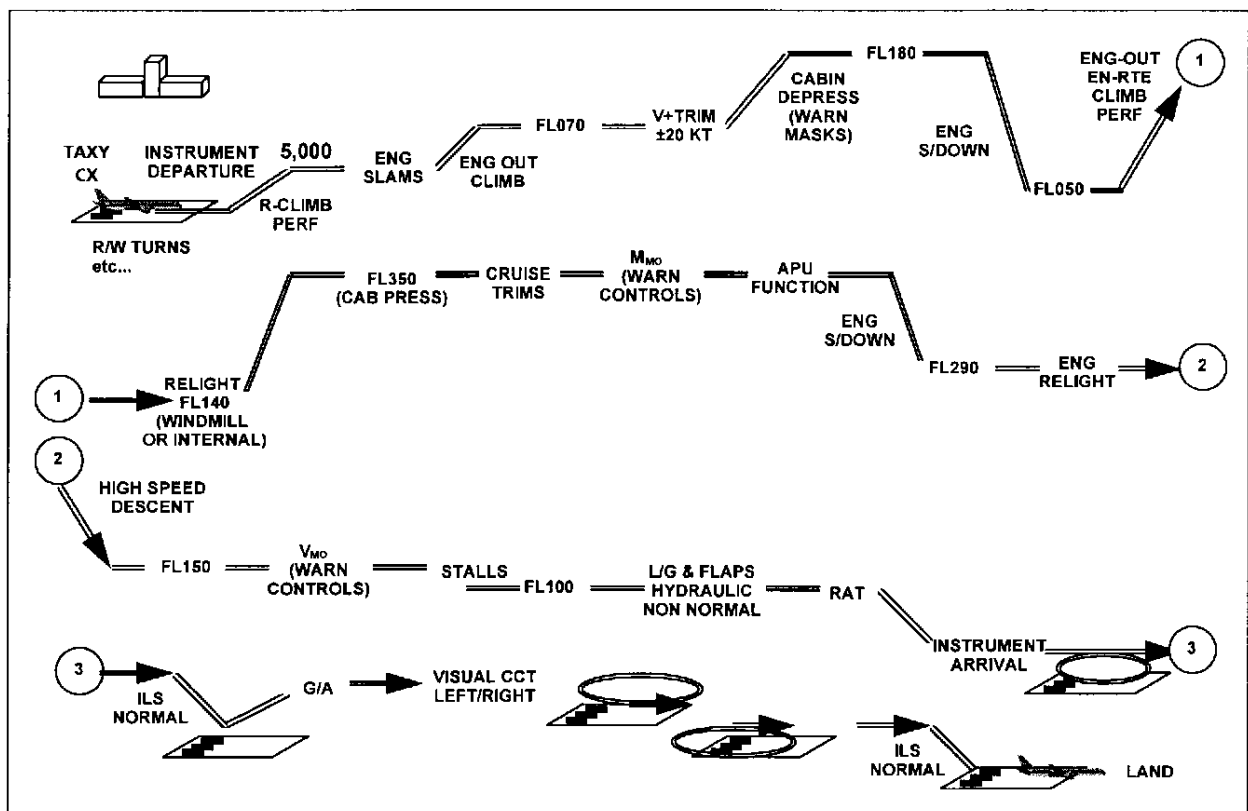 FL180
1
ENG-OUT
EN-RTE
CLIMB
PERF
CABIN
DEPRESS
(WARN
MASKS)
V+TRIM
±20 KT
FL070
TAXY
CX
INSTRUMENT
DEPARTURE
5,000
ENG
SLAMS
ENG OUT
CLIMB
ENG
S/DOWN
FL050
R-CLIMB
PERF
R/W TURNS
etc...
FL350
(CAB PRESS)
CRUISE
TRIMS
MMO
(WARN
CONTROLS)
APU
FUNCTION
ENG
S/DOWN
FL290
ENG
RELIGHT
2
1
RELIGHT
FL140
(WINDMILL
OR INTERNAL)
2
HIGH SPEED
DESCENT
FL150
VMO
(WARN
CONTROLS)
STALLS
FL100
L/G & FLAPS
HYDRAULIC
NON NORMAL
RAT
INSTRUMENT
ARRIVAL
3
3
ILS
NORMAL
G/A
VISUAL CCT
LEFT/RIGHT
ILS
NORMAL
LAND